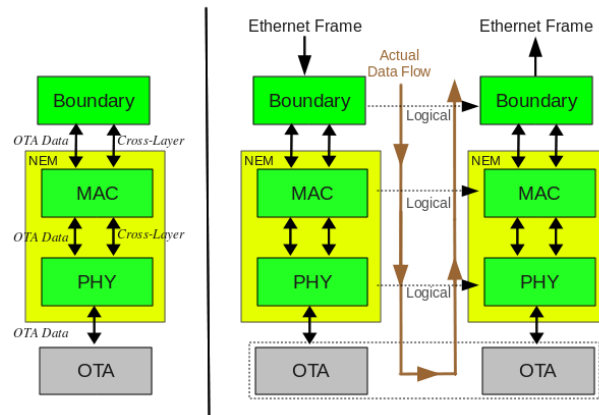 Ethernet Frame
Ethernet Frame
Actual
Data Flow
Boundary
OTA Data
Cross-Layer
NEM
MAC
OTA Data
Cross-Layer
PHY
OTA Data
OTA
Boundary
Logical
Boundary
NEM
MAC
Logical
NEM
MAC
PHY
Logical
PHY
OTA
OTA